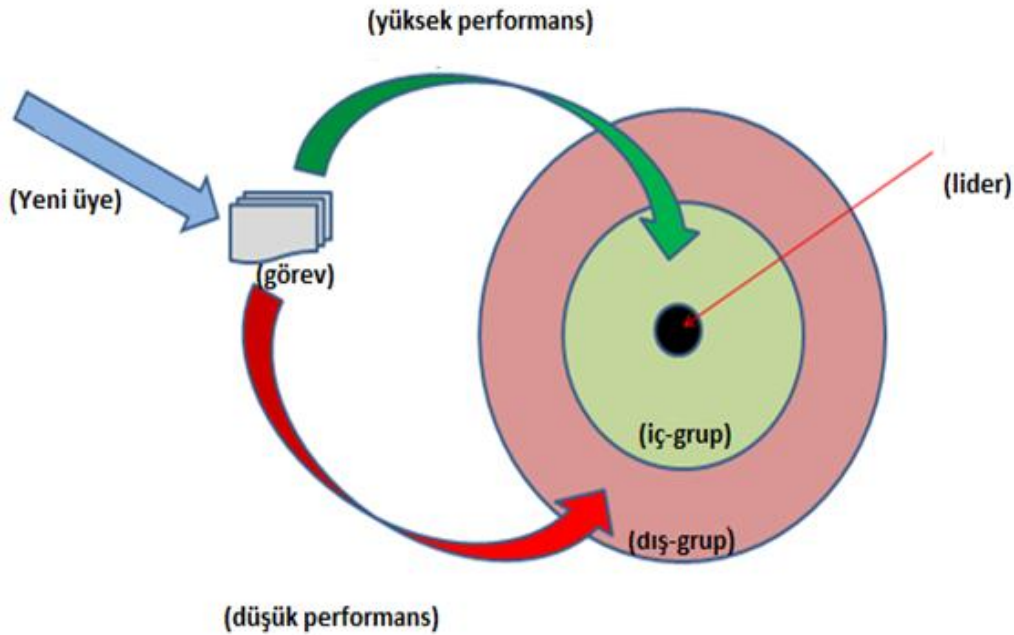 (yüksek performans)
(Yeni üye)
(lider)
(görev)
(iç-grup)
(dış-grup)
(düşük performans)